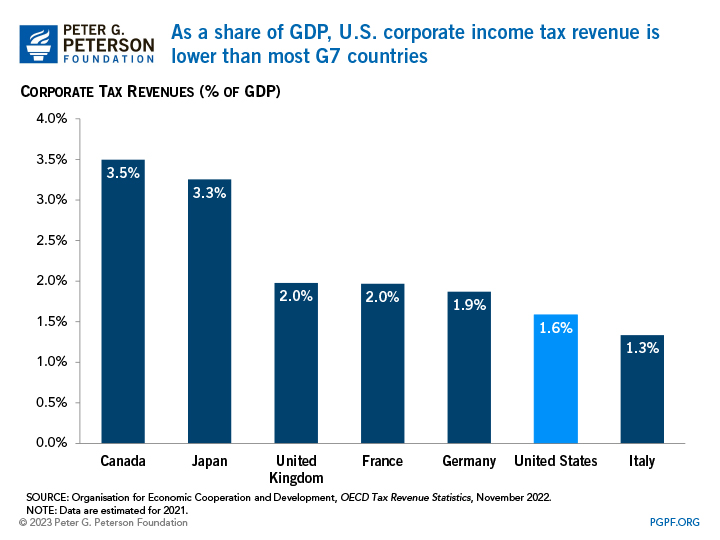 PETER G.
PETERSON
FOUNDATION
As a share of GDP, U.S. corporate income tax revenue is
lower than most G7 countries
CORPORATE TAX REVENUES (% OF GDP)
4.0%
3.5%
3.0%
2.5%
2.0%
1.5%
1.0%
0.5%
0.0%
3.5%
3.3%
2.0%
2.0%
1.9%
1.6%
1.3%
Canada
Japan
United
Kingdom
France
Germany
United States
Italy
SOURCE: Organisation for Economic Cooperation and Development, OECD Tax Revenue Statistics, November 2022.
NOTE: Data are estimated for 2021.
© 2023 Peter G. Peterson Foundation
PGPF.ORG